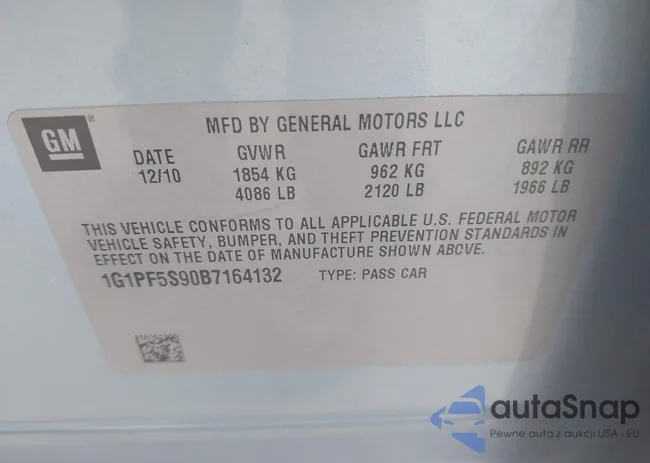 GM®
MFD BY GENERAL MOTORS LLC
DATE GVWR GAWR FRT GAWR RR
12/10 1854 KG 962 KG 892 KG
4086 LB 2120 LB 1966 LB
THIS VEHICLE CONFORMS TO ALL APPLICABLE U.S. FEDERAL MOTOR
VEHICLE SAFETY, BUMPER, AND THEFT PREVENTION STANDARDS IN
EFFECT ON THE DATE OF MANUFACTURE SHOWN ABOVE.
1G1PF5S90B7164132 TYPE: PASS CAR
autaSnap
Pewne auta z aukcji USA - EU